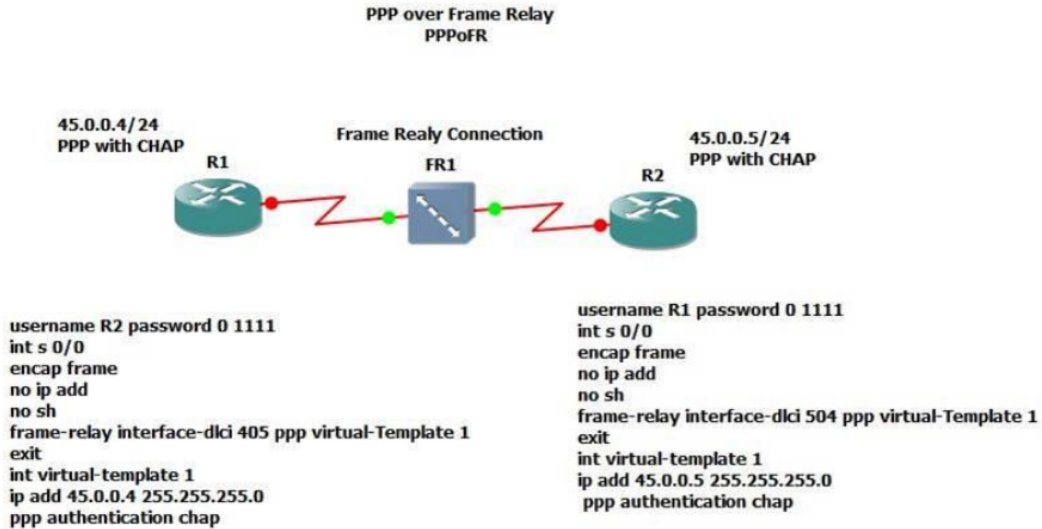 PPP over Frame Relay
PPPoFR
45.0.0.4/24
PPP with CHAP
R1
Frame Realy Connection
FR1
45.0.0.5/24
PPP with CHAP
R2
username R2 password 0 1111
int s 0/0
encap frame
no ip add
no sh
frame-relay interface-dlci 405 ppp virtual-Template 1
exit
int virtual-template 1
ip add 45.0.0.4 255.255.255.0
ppp authentication chap
username R1 password 0 1111
int s 0/0
encap frame
no ip add
no sh
frame-relay interface-dlci 504 ppp virtual-Template 1
exit
int virtual-template 1
ip add 45.0.0.5 255.255.255.0
ppp authentication chap